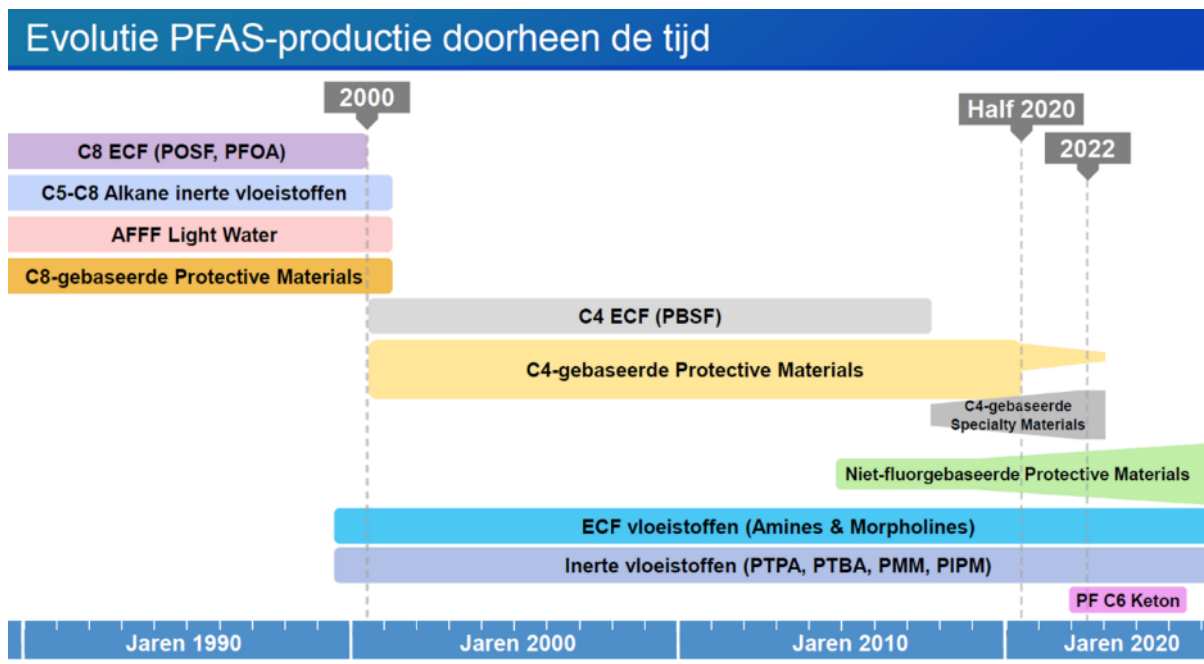 Evolutie PFAS-productie doorheen de tijd
2000
Half 2020
2022
C8 ECF (POSF, PFOA)
C5-C8 Alkane inerte vloeistoffen
AFFF Light Water
C8-gebaseerde Protective Materials
C4 ECF (PBSF)
C4-gebaseerde Protective Materials
C4-gebaseerde
Specialty Materials
Niet-fluorgebaseerde Protective Materials
ECF vloeistoffen (Amines & Morpholines)
Inerte vloeistoffen (PTPA, PTBA, PMM, PIPM)
PF C6 Keton
Jaren 1990
Jaren 2000
Jaren 2010
Jaren 2020